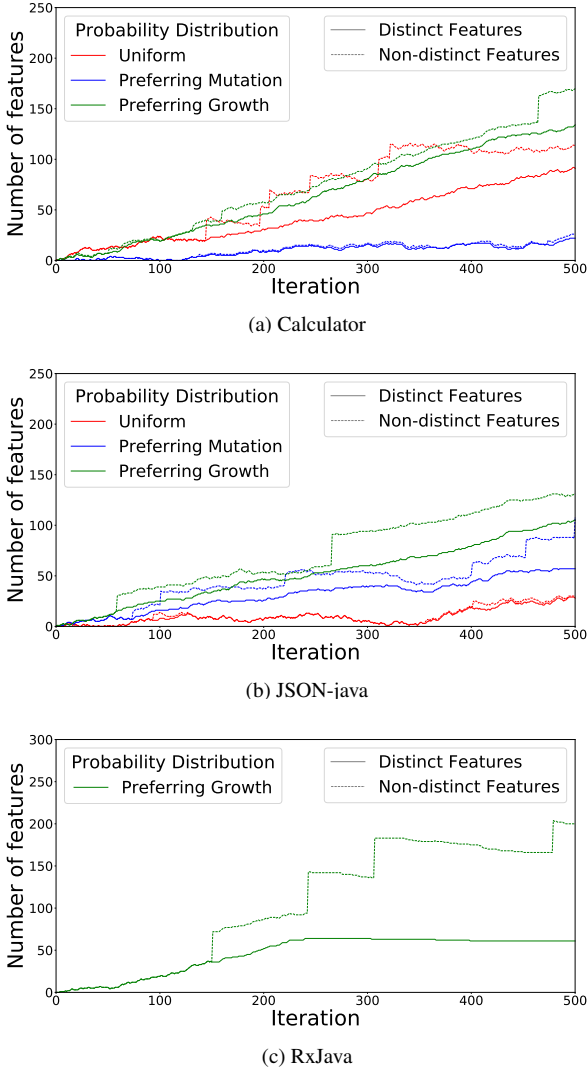 250
200
150
100
50
0
Number of features
Probability Distribution
Uniform
Preferring Mutation
Preferring Growth
Distinct Features
Non-distinct Features
0 100 200 300 400 500
Iteration
(a) Calculator
250
200
150
100
50
0
Number of features
Probability Distribution
Uniform
Preferring Mutation
Preferring Growth
Distinct Features
Non-distinct Features
0 100 200 300 400 500
Iteration
(b) JSON-java
300
250
200
150
100
50
0
Number of features
Probability Distribution
Preferring Growth
Distinct Features
Non-distinct Features
0 100 200 300 400 500
Iteration
(c) RxJava